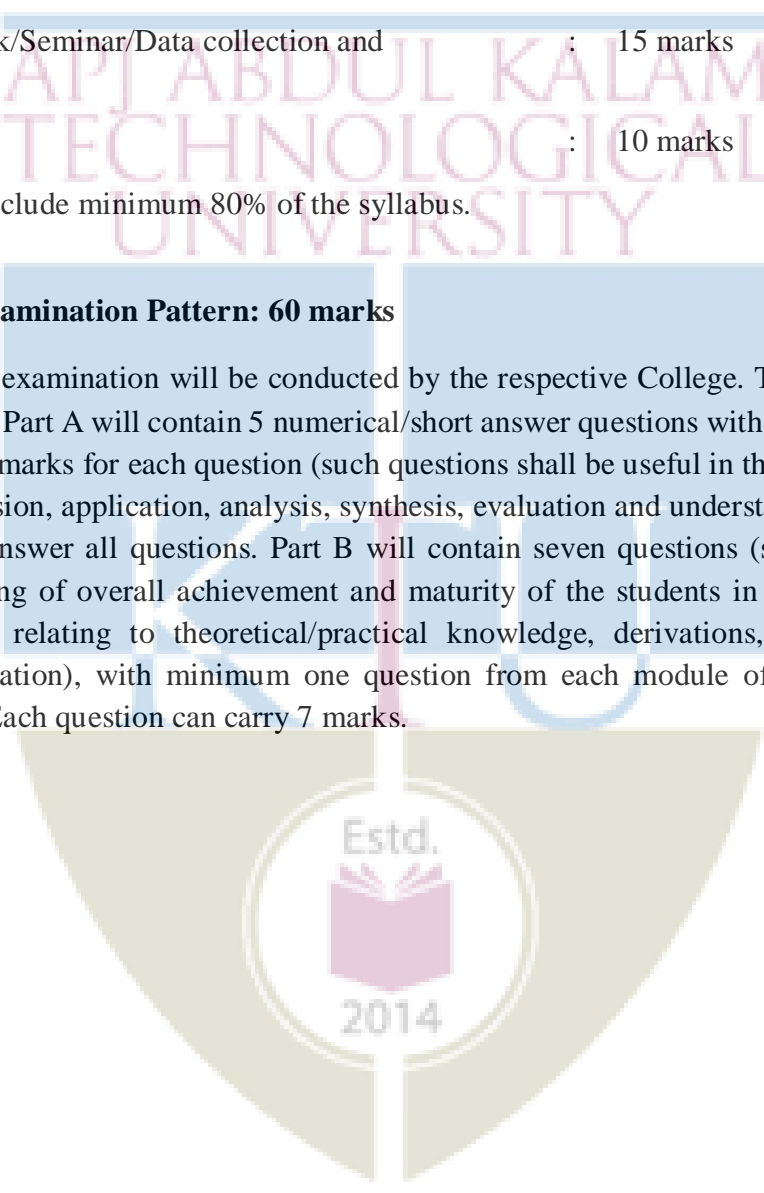 k/Seminar/Data collection and : 15 marks
APJ ABDUL KALAM
TECHNOLOGICAL
: 10 marks
clude minimum 80% of the syllabus.
UNIVERSITY
amination Pattern: 60 marks
examination will be conducted by the respective College. T
Part A will contain 5 numerical/short answer questions with
marks for each question (such questions shall be useful in th
sion, application, analysis, synthesis, evaluation and underst
nswer all questions. Part B will contain seven questions (s
ng of overall achievement and maturity of the students in
relating to theoretical/practical knowledge, derivations,
ation), with minimum one question from each module of
Each question can carry 7 marks.
KTU
Estd.
2014